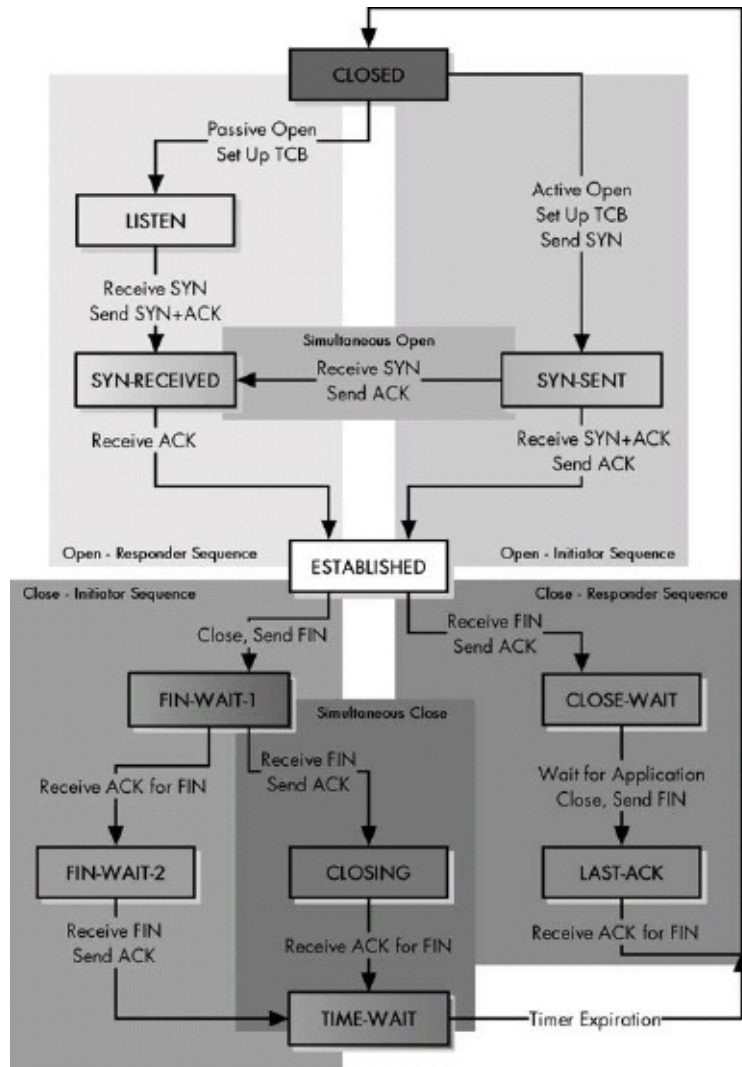 CLOSED
Passive Open
Set Up TCB
LISTEN
Active Open
Set Up TCB
Send SYN
Receive SYN
Send SYN+ACK
Simultaneous Open
SYN-RECEIVED
Receive SYN
Send ACK
SYN-SENT
Receive ACK
Receive SYN+ACK
Send ACK
Open - Responder Sequence
ESTABLISHED
Open - Initiator Sequence
Close - Initiator Sequence
Close - Responder Sequence
Close, Send FIN
Receive FIN
Send ACK
FIN-WAIT-1
Simultaneous Close
CLOSE-WAIT
Receive ACK for FIN
Receive FIN
Send ACK
Wait for Application
Close, Send FIN
FIN-WAIT-2
CLOSING
LAST-ACK
Receive FIN
Send ACK
Receive ACK for FIN
Receive ACK for FIN
TIME-WAIT
Timer Expiration